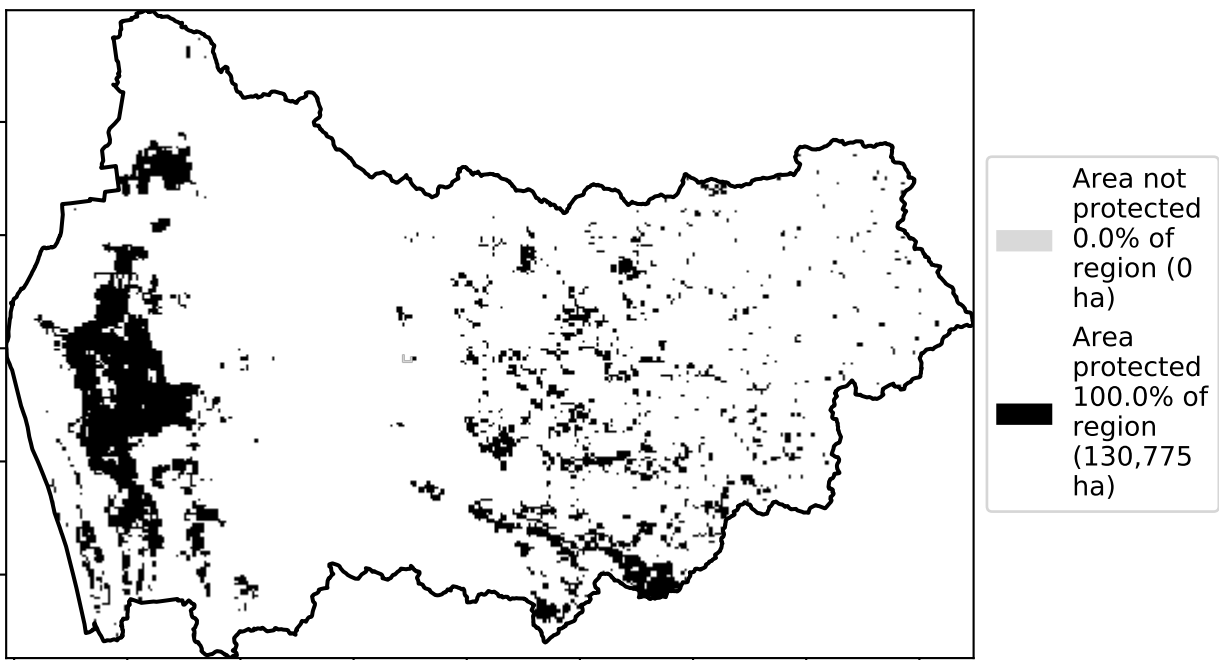 Area not
protected
0.0% of
region (0
ha)
Area
protected
100.0% of
region
(130,775
ha)